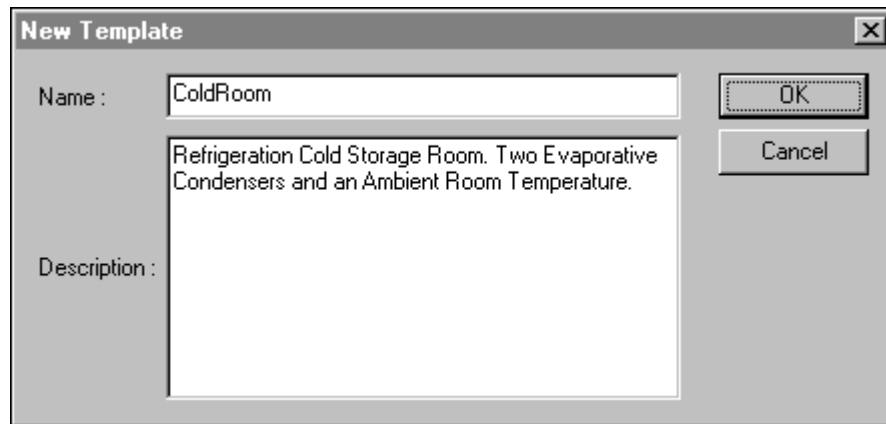 New Template
Name :
ColdRoom
OK
Refrigeration Cold Storage Room. Two Evaporative
Condensers and an Ambient Room Temperature.
Cancel
Description :